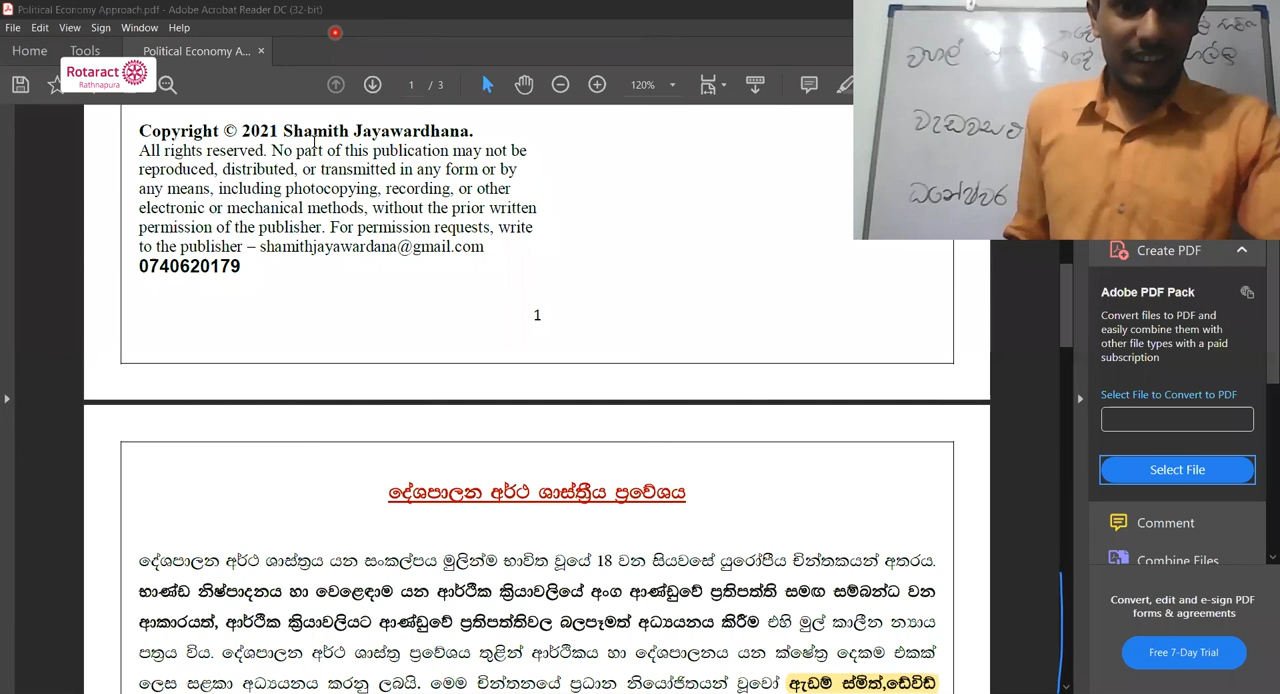 Political Economy Approach.pdf - Adobe Acrobat Reader DC (32-bit)
File Edit View Sign Window Help
Home Tools Political Economy A... ×
Rotaract
Rathnapura
1 / 3 120%
Copyright © 2021 Shamith Jayawardhana.
All rights reserved. No part of this publication may not be
reproduced, distributed, or transmitted in any form or by
any means, including photocopying, recording, or other
electronic or mechanical methods, without the prior written
permission of the publisher. For permission requests, write
to the publisher – shamithjayawardana@gmail.com
0740620179
1
දේශපාලන අර්ථ ශාස්ත්‍රීය ප්‍රවේශය
දේශපාලන අර්ථ ශාස්ත්‍රය යන සංකල්පය මුලින්ම භාවිත වූයේ 18 වන සියවසේ යුරෝපීය චින්තකයන් අතරය.
භාණ්ඩ නිෂ්පාදනය හා වෙළෙඳාම යන ආර්ථික ක්‍රියාවලියේ අංග ආණ්ඩුවේ ප්‍රතිපත්ති සමඟ සම්බන්ධ වන
ආකාරයත්, ආර්ථික ක්‍රියාවලියට ආණ්ඩුවේ ප්‍රතිපත්තිවල බලපෑමත් අධ්‍යයනය කිරීම එහි මුල් කාලීන න්‍යාය
පත්‍රය විය. දේශපාලන අර්ථ ශාස්ත්‍ර ප්‍රවේශය තුළින් ආර්ථිකය හා දේශපාලනය යන ක්ෂේත්‍ර දෙකම එකක්
ලෙස සළකා අධ්‍යයනය කරනු ලබයි. මෙම චින්තනයේ ප්‍රධාන නියෝජිතයන් වූවෝ ඇඩම් ස්මිත්,ඩේවිඩ්
වහල්
වැඩවසම්
ධනේශ්වර
Create PDF
Adobe PDF Pack
Convert files to PDF and
easily combine them with
other file types with a paid
subscription
Select File to Convert to PDF
Select File
Comment
Combine Files
Convert, edit and e-sign PDF
forms & agreements
Free 7-Day Trial